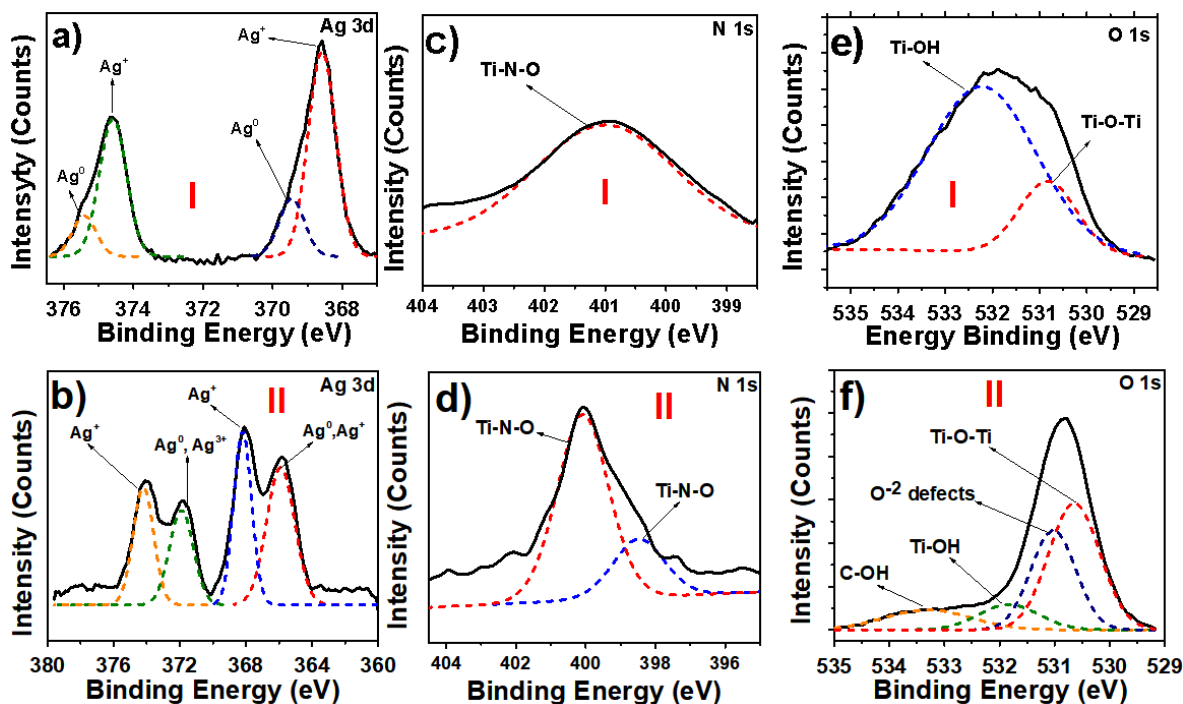 a)
Ag 3d
Ag⁺
Ag⁺
Ag⁰
Ag⁰
I
Intensyty (Counts)
376 374 372 370 368
Binding Energy (eV)
c)
N 1s
Ti-N-O
I
Intensity (Counts)
404 403 402 401 400 399
Binding Energy (eV)
e)
O 1s
Ti-OH
Ti-O-Ti
I
Intensity (Counts)
535 534 533 532 531 530 529
Energy Binding (eV)
b)
Ag 3d
II
Ag⁺
Ag⁺
Ag⁰, Ag³⁺
Ag⁰,Ag⁺
Intensity (Counts)
380 376 372 368 364 360
Binding Energy (eV)
d)
N 1s
II
Ti-N-O
Ti-N-O
Intensity (Counts)
404 402 400 398 396
Binding Energy (eV)
f)
O 1s
II
Ti-O-Ti
O⁻² defects
Ti-OH
C-OH
Intensity (Counts)
535 534 533 532 531 530 529
Binding Energy (eV)